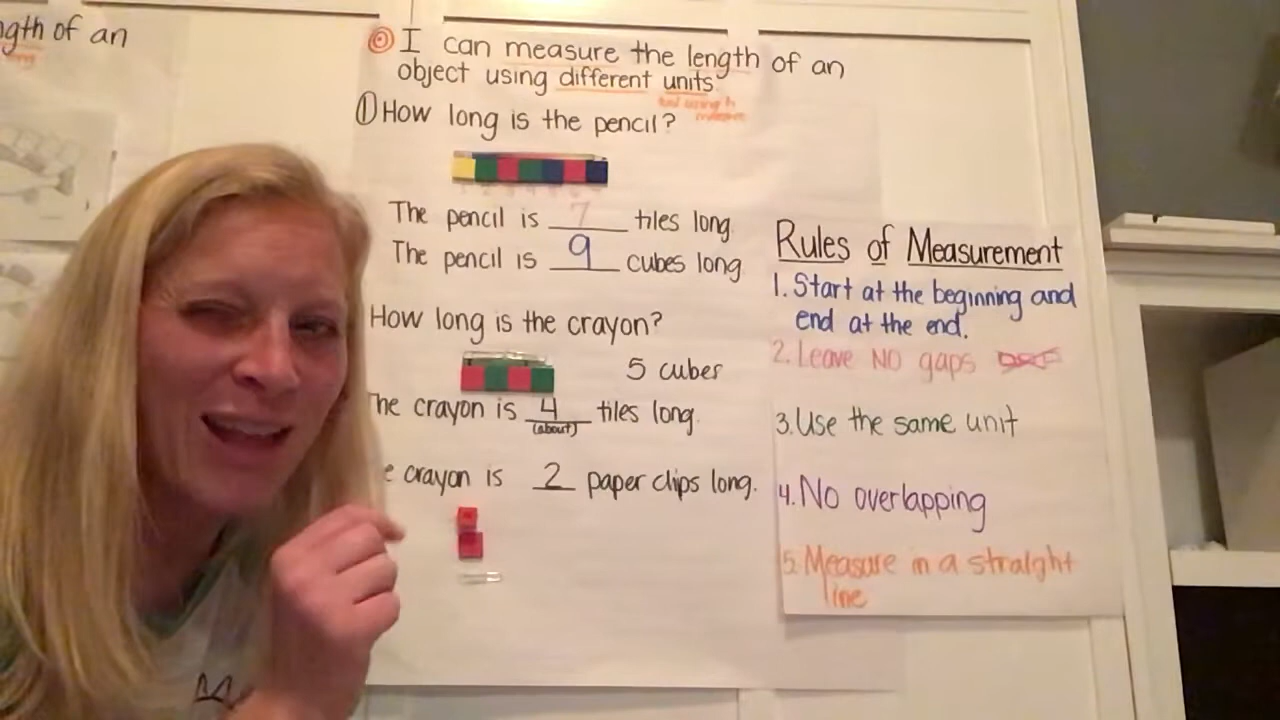 ngth of an
I can measure the length of an
object using different units
① How long is the pencil?
The pencil is 7 tiles long.
The pencil is 9 cubes long
How long is the crayon?
5 cubes
The crayon is 4 tiles long.
(about)
e crayon is 2 paper clips long.
Rules of Measurement
1. Start at the beginning and
end at the end.
2. Leave NO gaps
3. Use the same unit
4. No overlapping
5. Measure in a straight
line